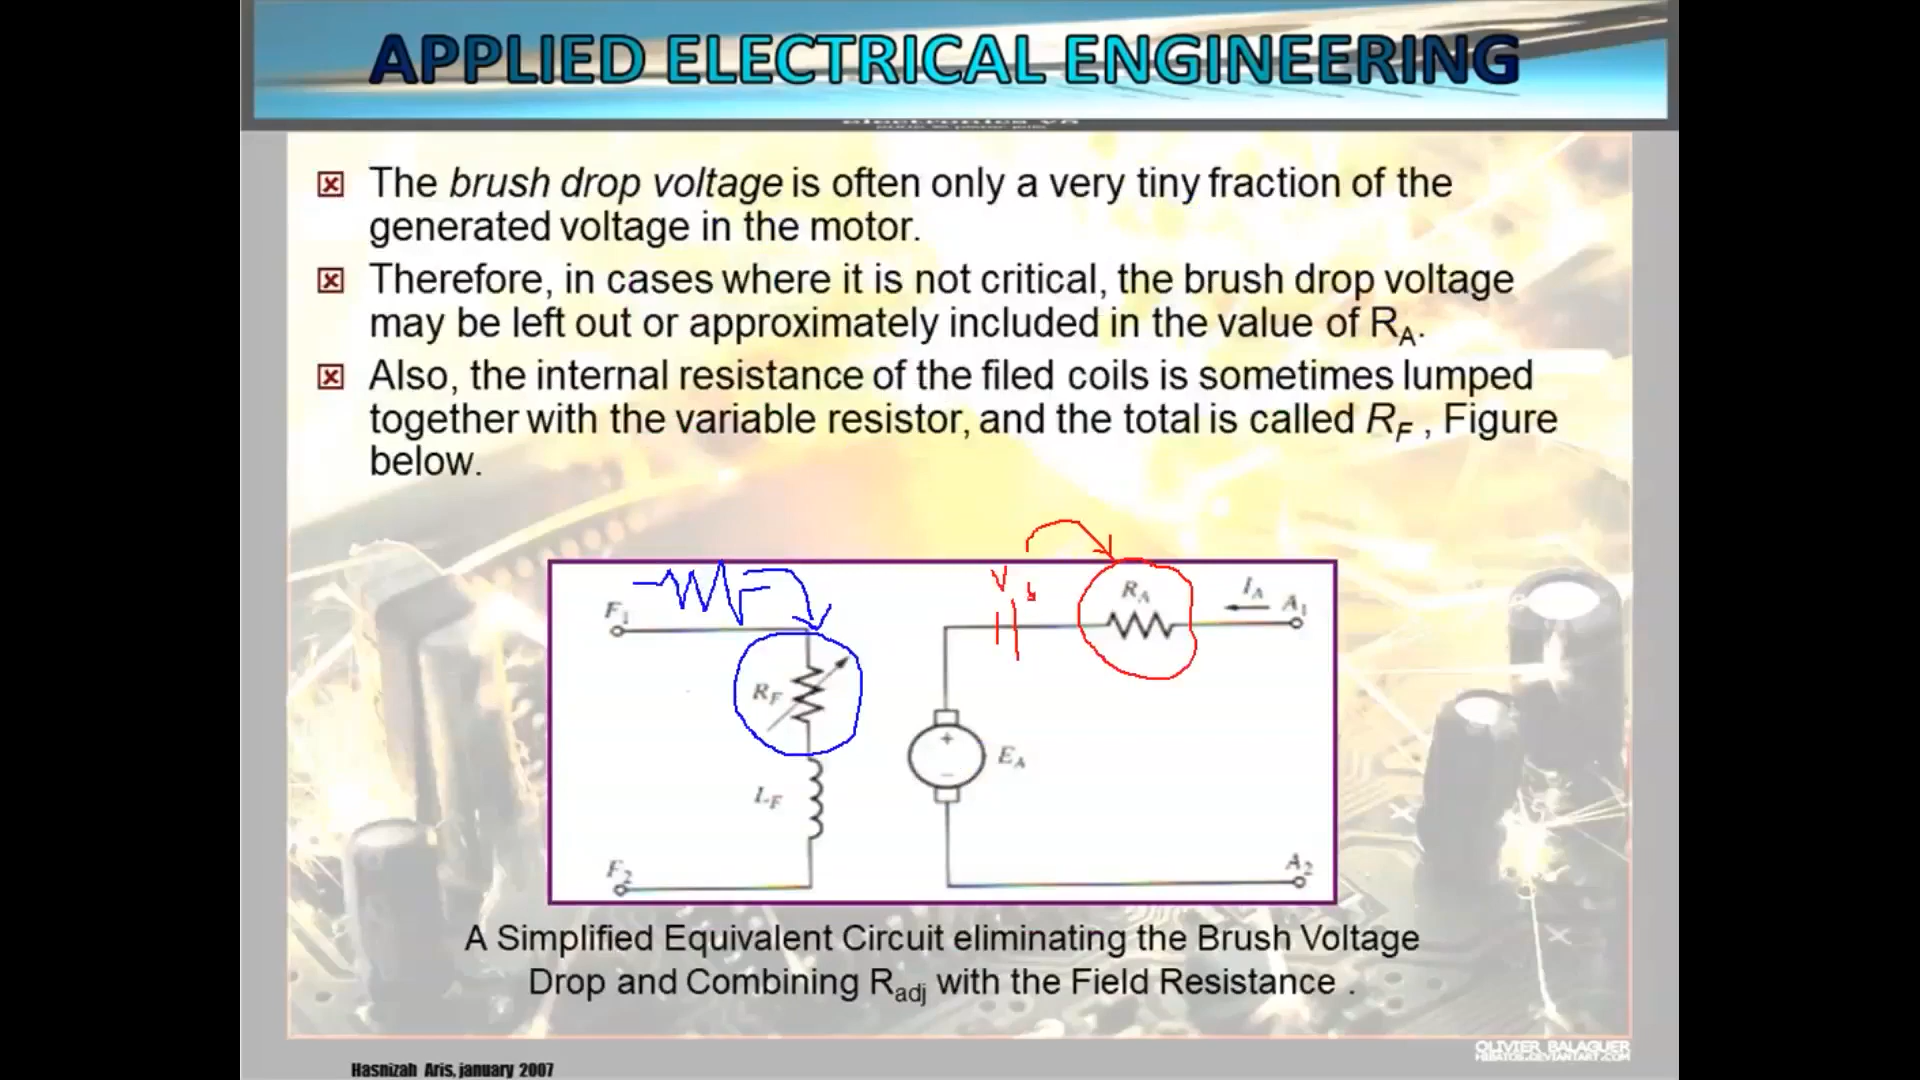 APPLIED ELECTRICAL ENGINEERING
The brush drop voltage is often only a very tiny fraction of the
generated voltage in the motor.
Therefore, in cases where it is not critical, the brush drop voltage
may be left out or approximately included in the value of RA.
Also, the internal resistance of the filed coils is sometimes lumped
together with the variable resistor, and the total is called RF , Figure
below.
F1
F
RF
LF
F2
Vb
RA
IA
A1
+
EA
A2
A Simplified Equivalent Circuit eliminating the Brush Voltage
Drop and Combining Radj with the Field Resistance .
OLIVIER BALAGUER
Hasnizah Aris, january 2007